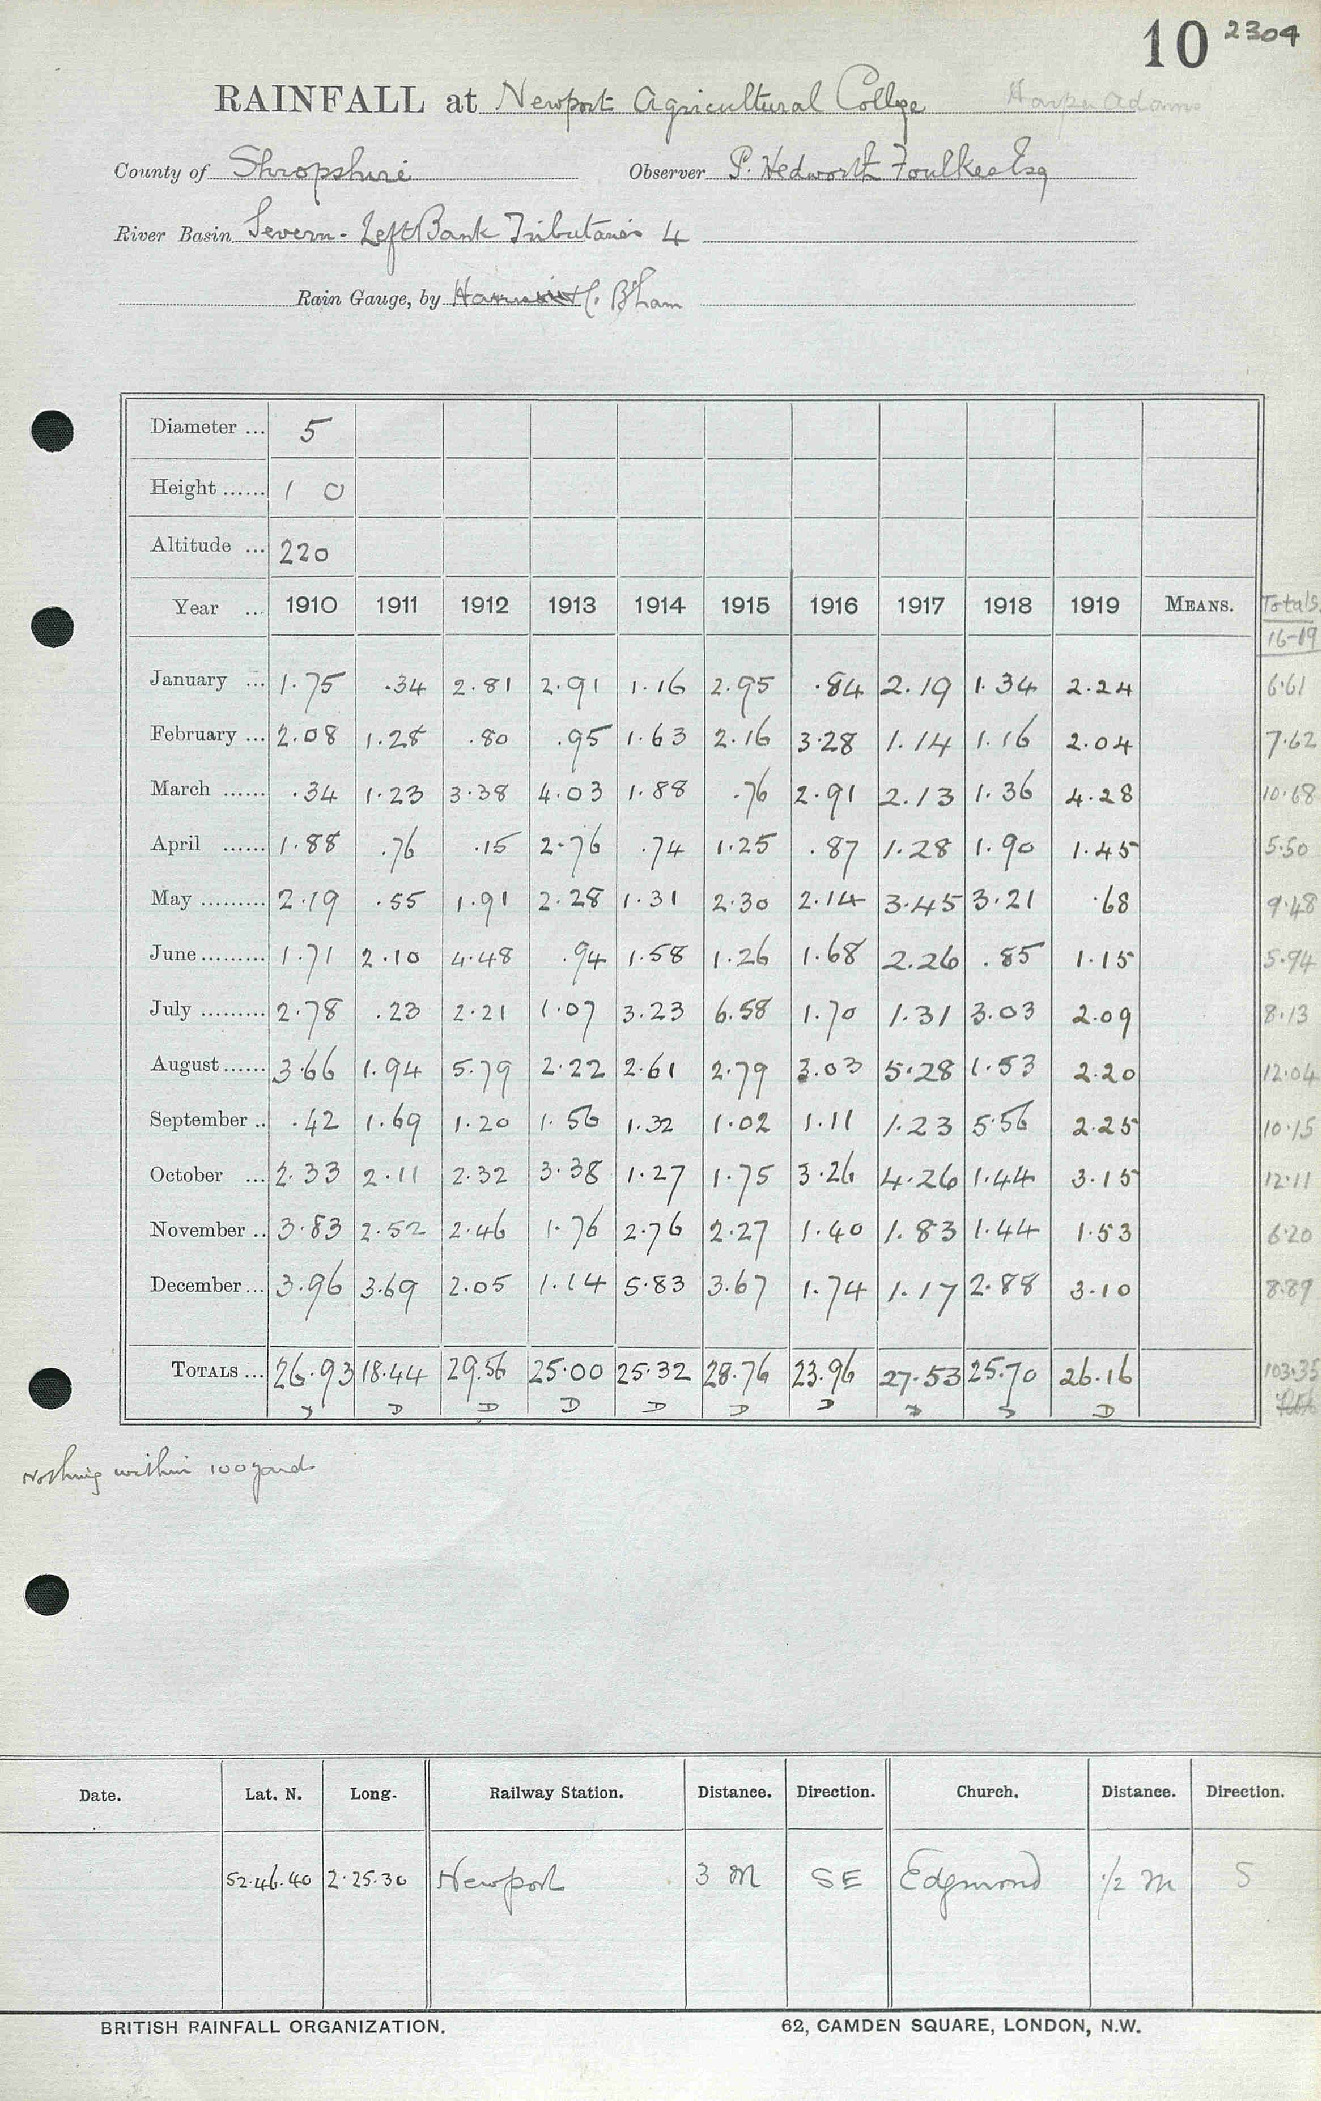 10 2304
RAINFALL at Newport Agricultural College Harper Adams
County of Shropshire Observer P. Hedworth Foulkes Esq
River Basin Severn - Left Bank Tributaries 4
Rain Gauge, by B'ham
Diameter ... 5
Height ...... 1 0
Altitude ... 220
Year ... 1910 1911 1912 1913 1914 1915 1916 1917 1918 1919 MEANS. Totals
16-19
January ... 1.75 .34 2.81 2.91 1.16 2.95 .84 2.19 1.34 2.24 6.61
February ... 2.08 1.28 .80 .95 1.63 2.16 3.28 1.14 1.16 2.04 7.62
March ...... .34 1.23 3.38 4.03 1.88 .76 2.91 2.13 1.36 4.28 10.68
April ...... 1.88 .76 .15 2.76 .74 1.25 .87 1.28 1.90 1.45 5.50
May ......... 2.19 .55 1.91 2.28 1.31 2.30 2.14 3.45 3.21 .68 9.48
June ......... 1.71 2.10 4.48 .94 1.58 1.26 1.68 2.26 .85 1.15 5.94
July ......... 2.78 .23 2.21 1.07 3.23 6.58 1.70 1.31 3.03 2.09 8.13
August ...... 3.66 1.94 5.79 2.22 2.61 2.79 3.03 5.28 1.53 2.20 12.04
September .. .42 1.69 1.20 1.56 1.32 1.02 1.11 1.23 5.56 2.25 10.15
October ... 2.33 2.11 2.32 3.38 1.27 1.75 3.26 4.26 1.44 3.15 12.11
November .. 3.83 2.52 2.46 1.76 2.76 2.27 1.40 1.83 1.44 1.53 6.20
December ... 3.96 3.69 2.05 1.14 5.83 3.67 1.74 1.17 2.88 3.10 8.89
TOTALS ... 26.93 18.44 29.56 25.00 25.32 28.76 23.96 27.53 25.70 26.16 103.35
D D D D D D D D D D
Nothing within 100 yards
Date. Lat. N. Long. Railway Station. Distance. Direction. Church. Distance. Direction.
52.46.40 2.25.30 Newport 3 M SE Edgmond 1/2 M S
BRITISH RAINFALL ORGANIZATION. 62, CAMDEN SQUARE, LONDON, N.W.